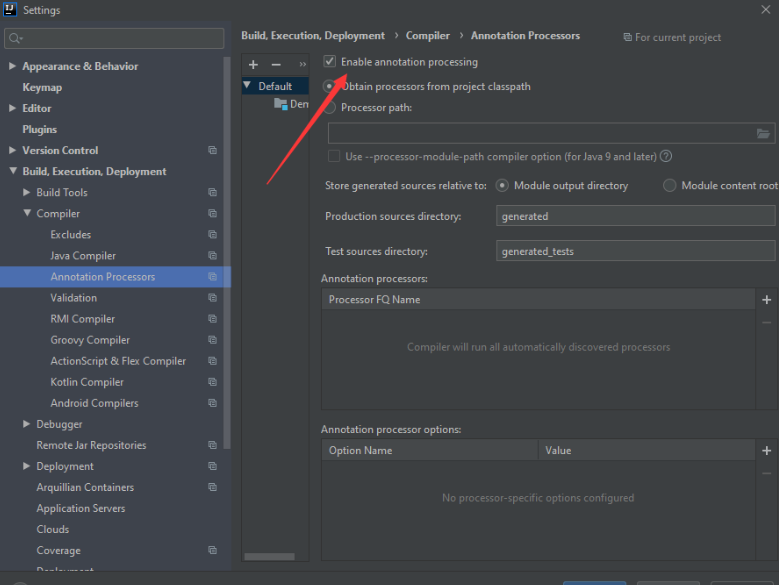 Settings
Appearance & Behavior
Keymap
Editor
Plugins
Version Control
Build, Execution, Deployment
Build Tools
Compiler
Excludes
Java Compiler
Annotation Processors
Validation
RMI Compiler
Groovy Compiler
ActionScript & Flex Compiler
Kotlin Compiler
Android Compilers
Debugger
Remote Jar Repositories
Deployment
Arquillian Containers
Application Servers
Clouds
Coverage
Build, Execution, Deployment › Compiler › Annotation Processors
For current project
Default
Den
Enable annotation processing
Obtain processors from project classpath
Processor path:
Use --processor-module-path compiler option (for Java 9 and later)
Store generated sources relative to: Module output directory Module content root
Production sources directory: generated
Test sources directory: generated_tests
Annotation processors:
Processor FQ Name
Compiler will run all automatically discovered processors
Annotation processor options:
Option Name Value
No processor-specific options configured